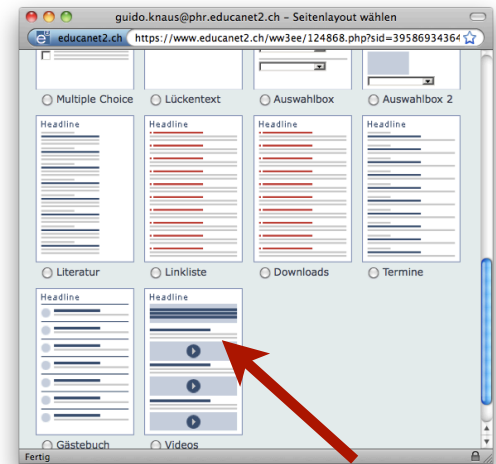 guido.knaus@phr.educanet2.ch – Seitenlayout wählen
educanet2.ch https://www.educanet2.ch/ww3ee/124868.php?sid=39586934364
Multiple Choice Lückentext Auswahlbox Auswahlbox 2
Headline Headline Headline Headline
Literatur Linkliste Downloads Termine
Headline Headline
Gästebuch Videos
Fertig